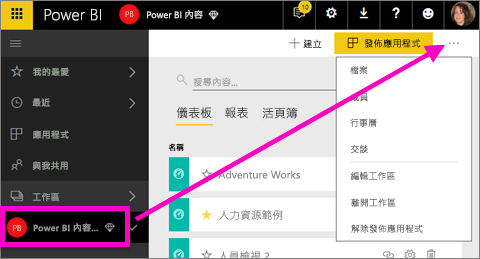 Power BI
PB
Power BI 內容
10
?
建立
發佈應用程式
...
我的最愛
最近
應用程式
與我共用
工作區
PB
Power BI 內容...
搜尋內容...
儀表板
報表
活頁簿
名稱
Adventure Works
人力資源範例
人員檢視 2
檔案
成員
行事曆
交談
編輯工作區
離開工作區
解除發佈應用程式